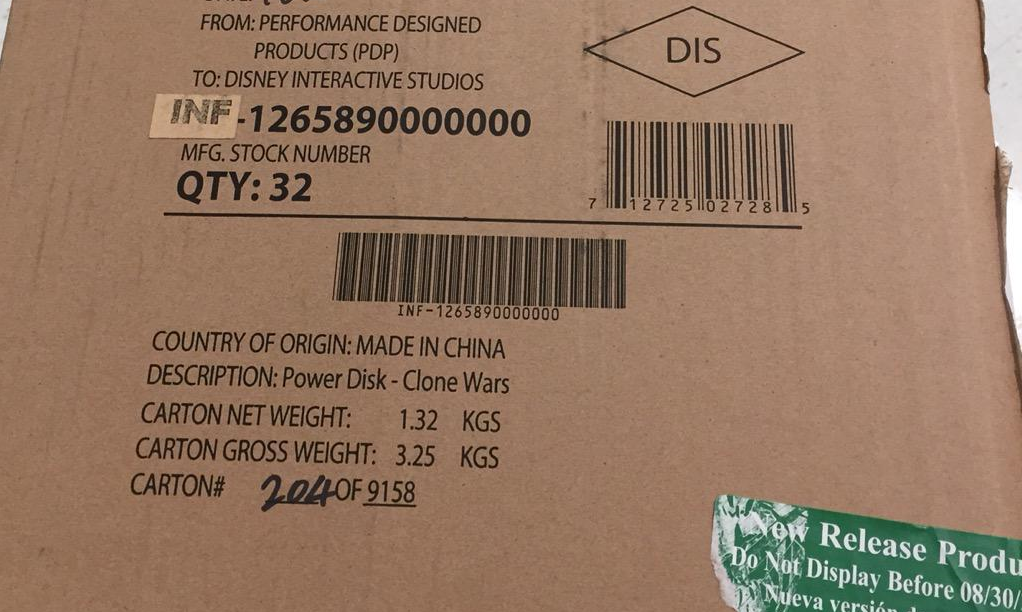 FROM: PERFORMANCE DESIGNED
PRODUCTS (PDP)
TO: DISNEY INTERACTIVE STUDIOS
INF-1265890000000
MFG. STOCK NUMBER
QTY: 32
DIS
7 12725 02728 5
INF-1265890000000
COUNTRY OF ORIGIN: MADE IN CHINA
DESCRIPTION: Power Disk - Clone Wars
CARTON NET WEIGHT: 1.32 KGS
CARTON GROSS WEIGHT: 3.25 KGS
CARTON# 204 OF 9158
New Release Produ
Do Not Display Before 08/30/
Nueva versión